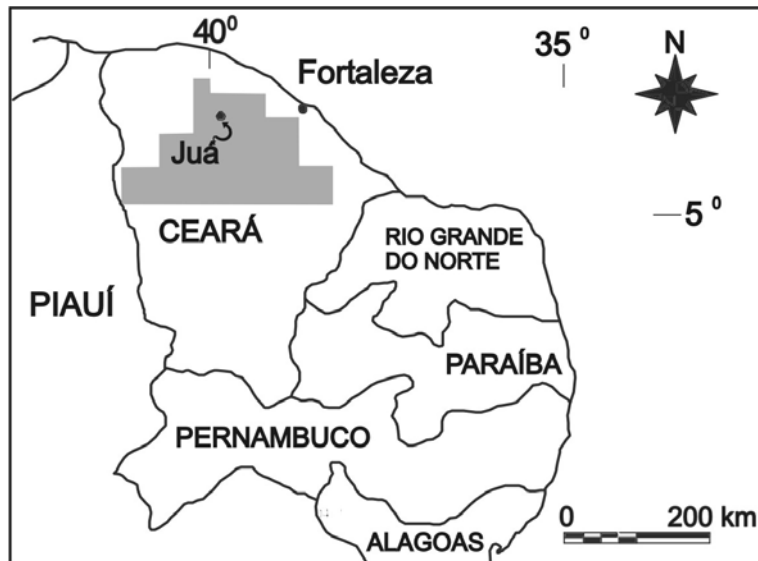 40⁰
35 ⁰
N
Fortaleza
Juá
5 ⁰
CEARÁ
RIO GRANDE
DO NORTE
PIAUÍ
PARAÍBA
PERNAMBUCO
0 200 km
ALAGOAS